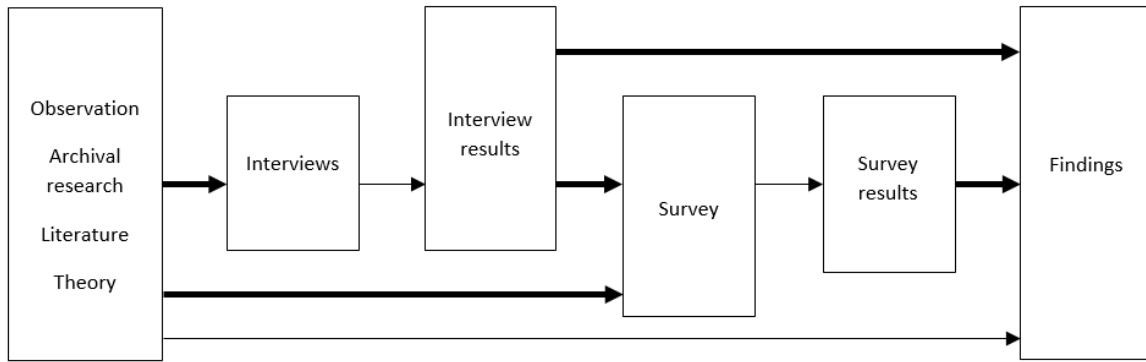 Observation
Archival
research
Literature
Theory
Interviews
Interview
results
Survey
Survey
results
Findings